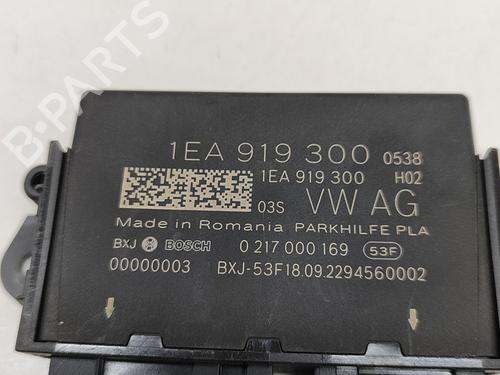 1EA 919 300 0538
1EA 919 300 H02
03S VW AG
Made in Romania PARKHILFE PLA
BXJ BOSCH 0 217 000 169 53F
00000003 BXJ-53F18.09.2294560002
B-PARTS